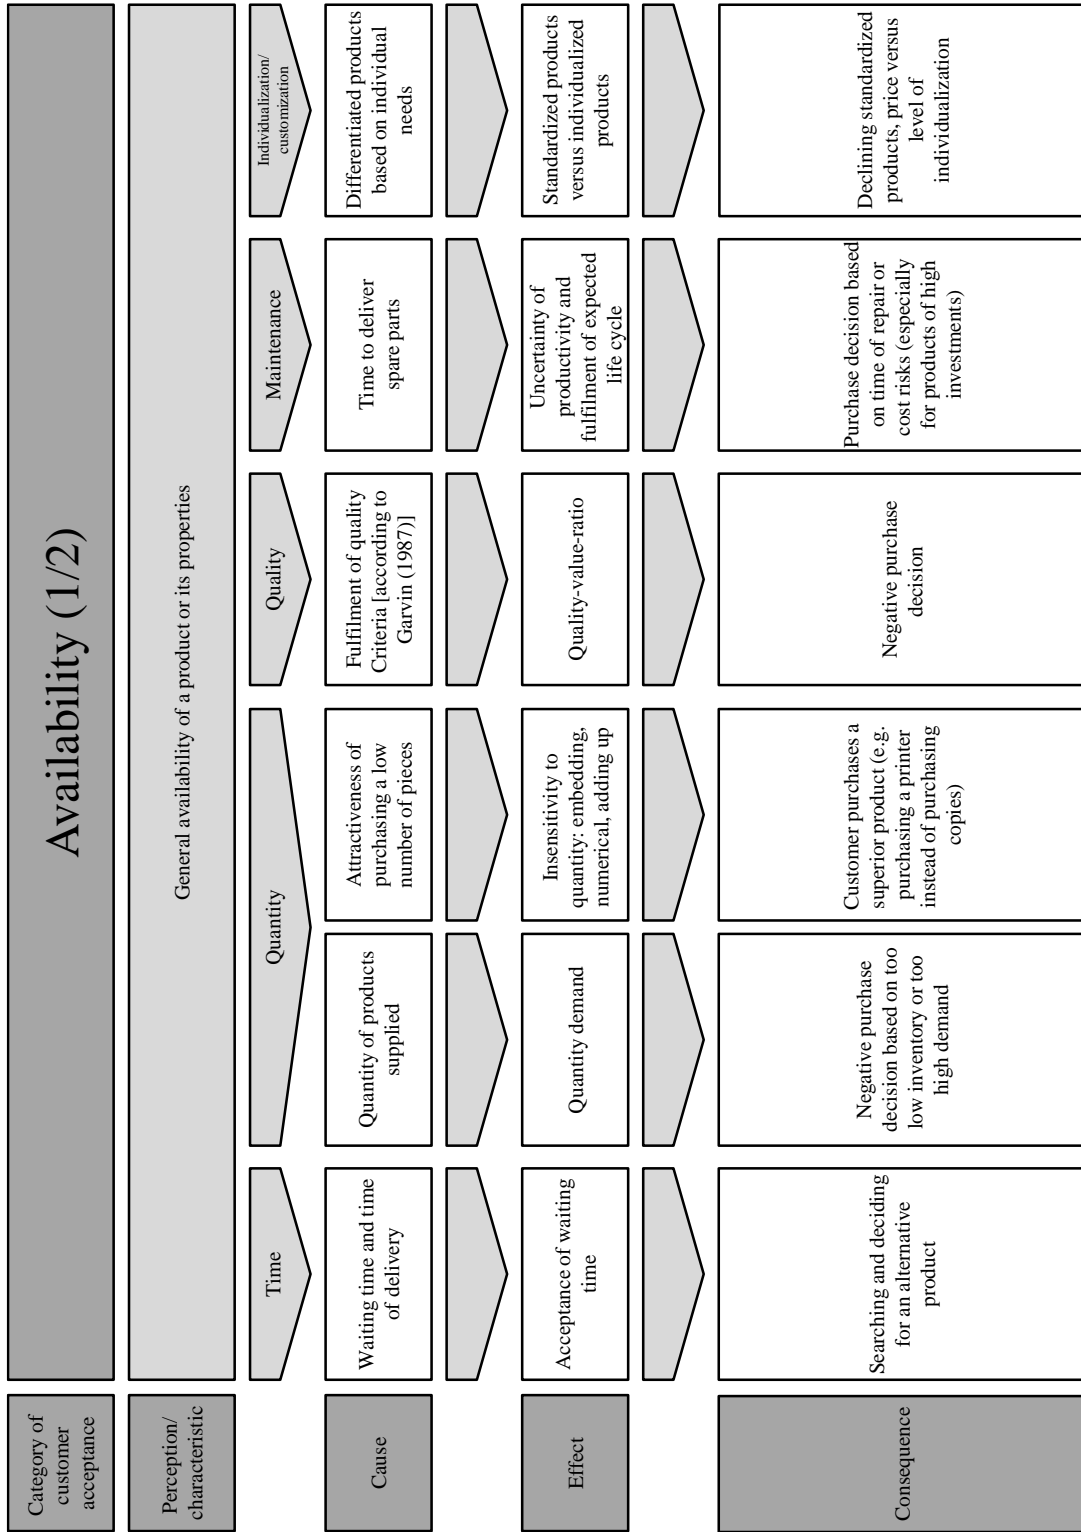 Category of
customer
acceptance
Availability (1/2)
Perception/
characteristic
General availability of a product or its properties
Time
Quantity
Quality
Maintenance
Individualization/
customization
Cause
Waiting time and time
of delivery
Quantity of products
supplied
Attractiveness of
purchasing a low
number of pieces
Fulfilment of quality
Criteria [according to
Garvin (1987)]
Time to deliver
spare parts
Differentiated products
based on individual
needs
Effect
Acceptance of waiting
time
Quantity demand
Insensitivity to
quantity: embedding,
numerical, adding up
Quality-value-ratio
Uncertainty of
productivity and
fulfilment of expected
life cycle
Standardized products
versus individualized
products
Consequence
Searching and deciding
for an alternative
product
Negative purchase
decision based on too
low inventory or too
high demand
Customer purchases a
superior product (e.g.
purchasing a printer
instead of purchasing
copies)
Negative purchase
decision
Purchase decision based
on time of repair or
cost risks (especially
for products of high
investments)
Declining standardized
products, price versus
level of
individualization